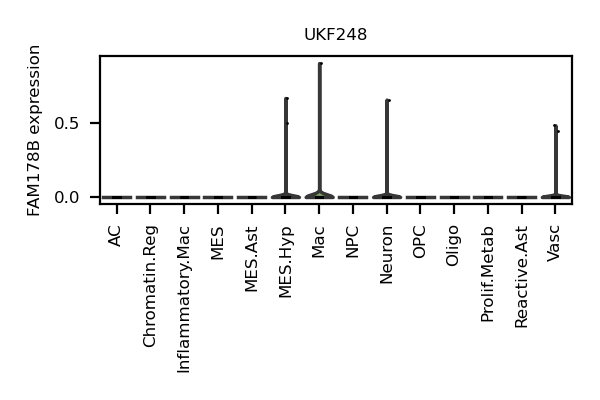 UKF248
FAM178B expression
0.5
0.0
AC
Chromatin.Reg
Inflammatory.Mac
MES
MES.Ast
MES.Hyp
Mac
NPC
Neuron
OPC
Oligo
Prolif.Metab
Reactive.Ast
Vasc